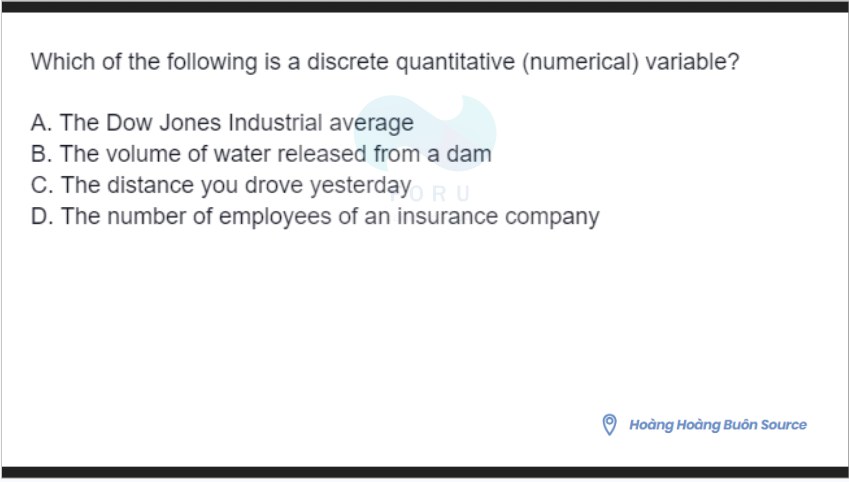 Which of the following is a discrete quantitative (numerical) variable?
A. The Dow Jones Industrial average
B. The volume of water released from a dam
C. The distance you drove yesterday
FORU
D. The number of employees of an insurance company
Hoàng Hoàng Buôn Source